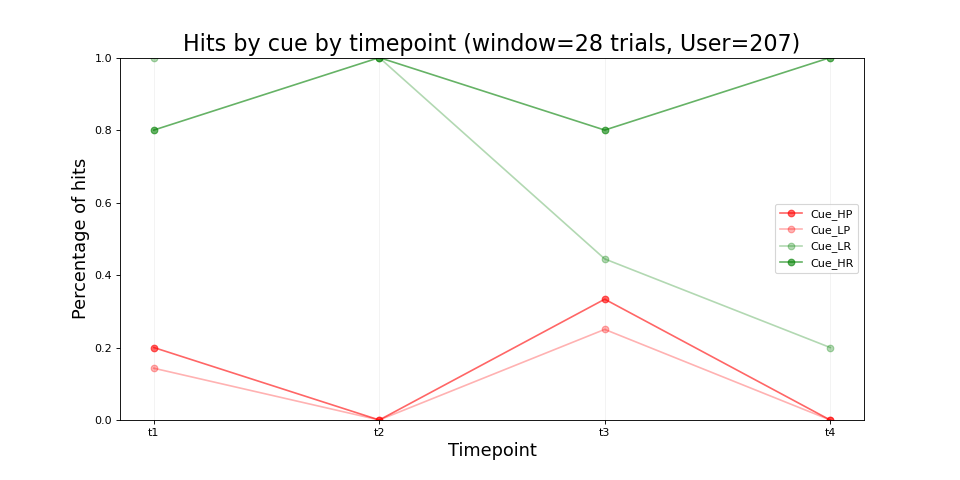 Hits by cue by timepoint (window=28 trials, User=207)
Percentage of hits
1.0
0.8
0.6
0.4
0.2
0.0
Cue_HP
Cue_LP
Cue_LR
Cue_HR
t1 t2 t3 t4
Timepoint